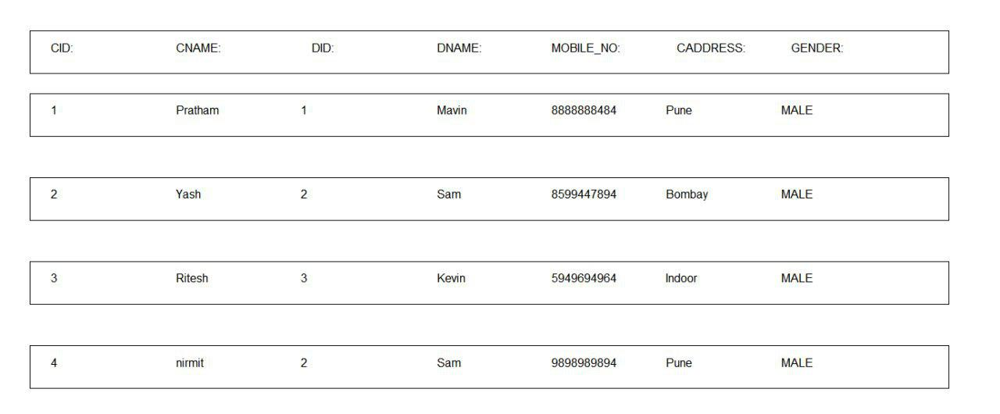 CID: CNAME: DID: DNAME: MOBILE_NO: CADDRESS: GENDER:
1 Pratham 1 Mavin 8888888484 Pune MALE
2 Yash 2 Sam 8599447894 Bombay MALE
3 Ritesh 3 Kevin 5949694964 Indoor MALE
4 nirmit 2 Sam 9898989894 Pune MALE